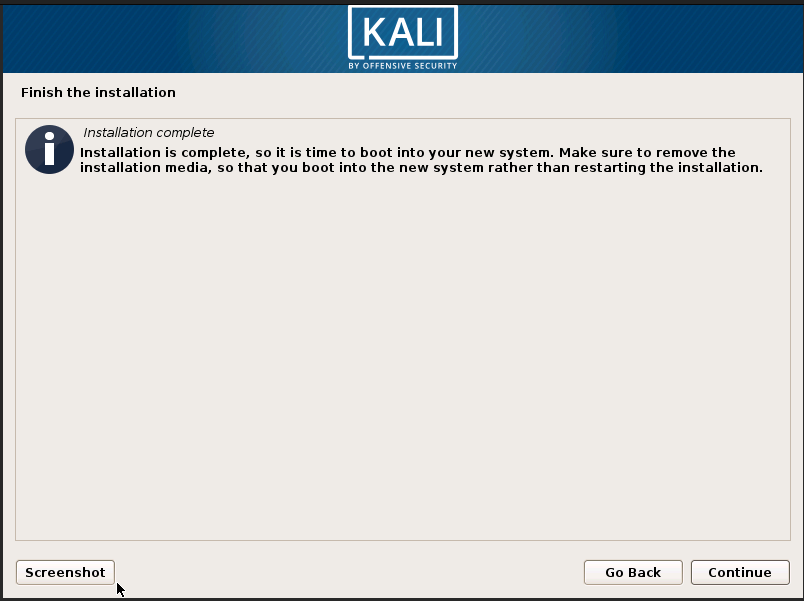 KALI
BY OFFENSIVE SECURITY
Finish the installation
Installation complete
Installation is complete, so it is time to boot into your new system. Make sure to remove the
installation media, so that you boot into the new system rather than restarting the installation.
Screenshot
Go Back
Continue